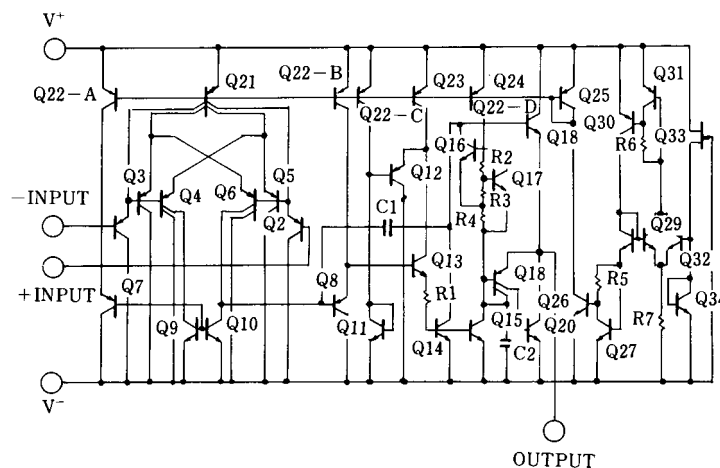 V+
Q22-B
Q21
Q23
Q24
Q31
Q22-A
Q22-C
Q22-D
Q25
Q18
Q30
Q33
R6
Q16
R2
Q12
Q17
Q3
Q4
Q6
Q5
R3
R4
-INPUT
Q2
C1
Q29
Q32
+INPUT
Q7
Q8
Q13
Q18
Q26
R5
Q9
Q10
R1
Q11
Q15
Q20
R7
Q34
Q14
C2
Q27
V-
OUTPUT